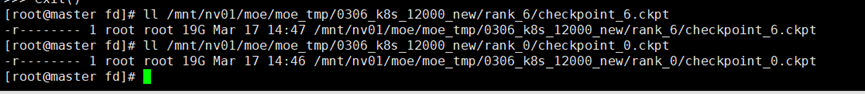 >>> exit()
[root@master fd]# ll /mnt/nv01/moe/moe_tmp/0306_k8s_12000_new/rank_6/checkpoint_6.ckpt
-r-------- 1 root root 19G Mar 17 14:47 /mnt/nv01/moe/moe_tmp/0306_k8s_12000_new/rank_6/checkpoint_6.ckpt
[root@master fd]# ll /mnt/nv01/moe/moe_tmp/0306_k8s_12000_new/rank_0/checkpoint_0.ckpt
-r-------- 1 root root 19G Mar 17 14:46 /mnt/nv01/moe/moe_tmp/0306_k8s_12000_new/rank_0/checkpoint_0.ckpt
[root@master fd]#